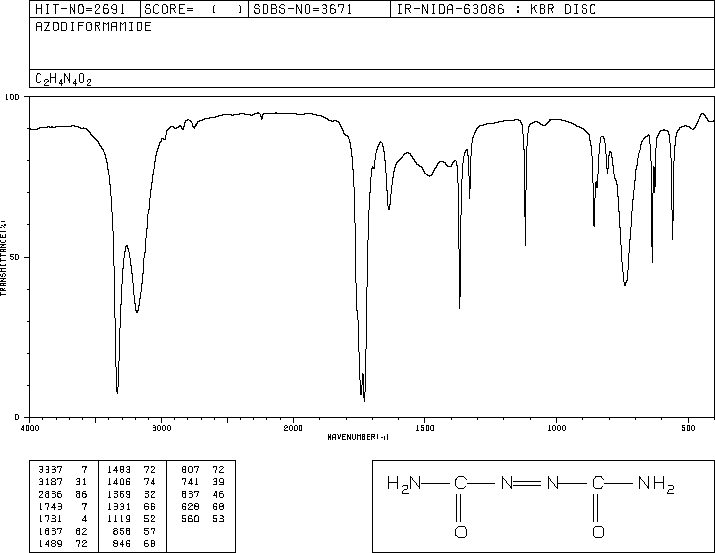 HIT-NO=2691 SCORE= ( ) SDBS-NO=3671 IR-NIDA-63086 : KBR DISC
AZODIFORMAMIDE
C2H4N4O2
100
50
0
TRANSMITTANCE(%)
4000 3000 2000 1500 1000 500
WAVENUMBER(-1)
3337 7 1483 72 807 72
3187 31 1406 74 741 39
2836 86 1369 32 637 46
1743 7 1331 66 628 68
1731 4 1119 52 560 53
1637 62 858 57
1489 72 846 68
H2N C N N C NH2
O O